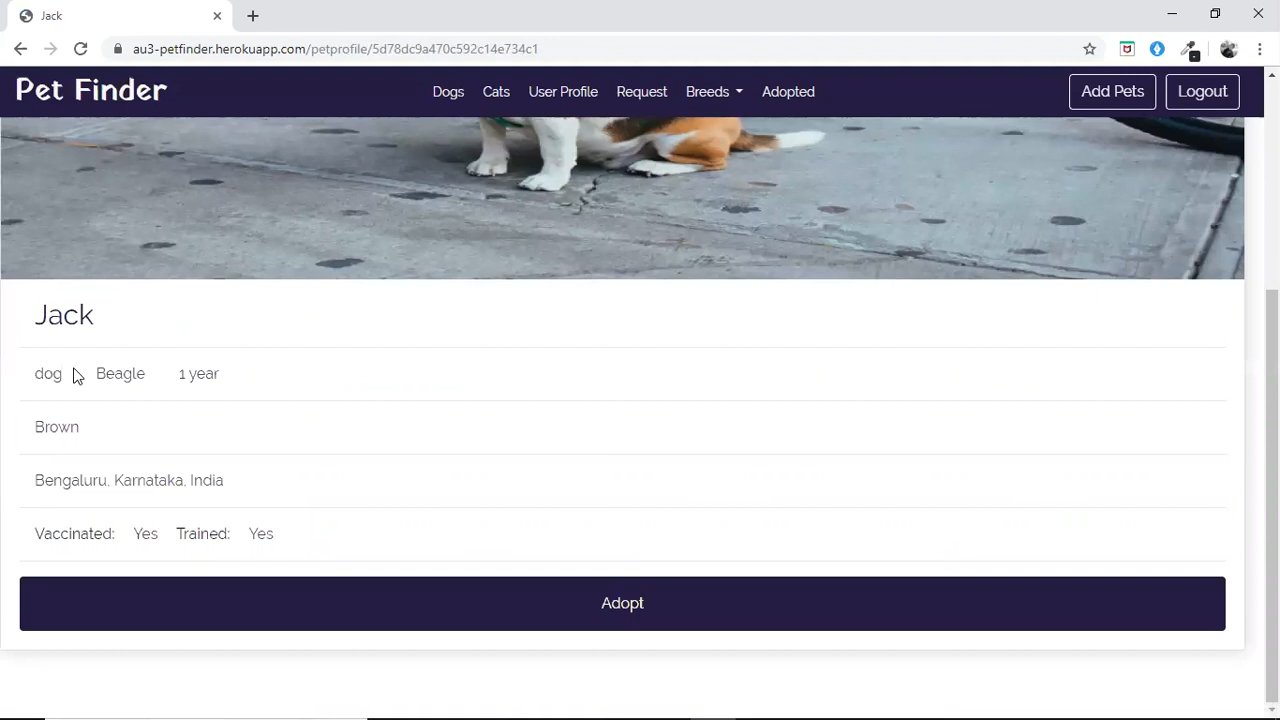 Jack
au3-petfinder.herokuapp.com/petprofile/5d78dc9a470c592c14e734c1
Pet Finder Dogs Cats User Profile Request Breeds Adopted Add Pets Logout
Jack
dog Beagle 1 year
Brown
Bengaluru, Karnataka, India
Vaccinated: Yes Trained: Yes
Adopt